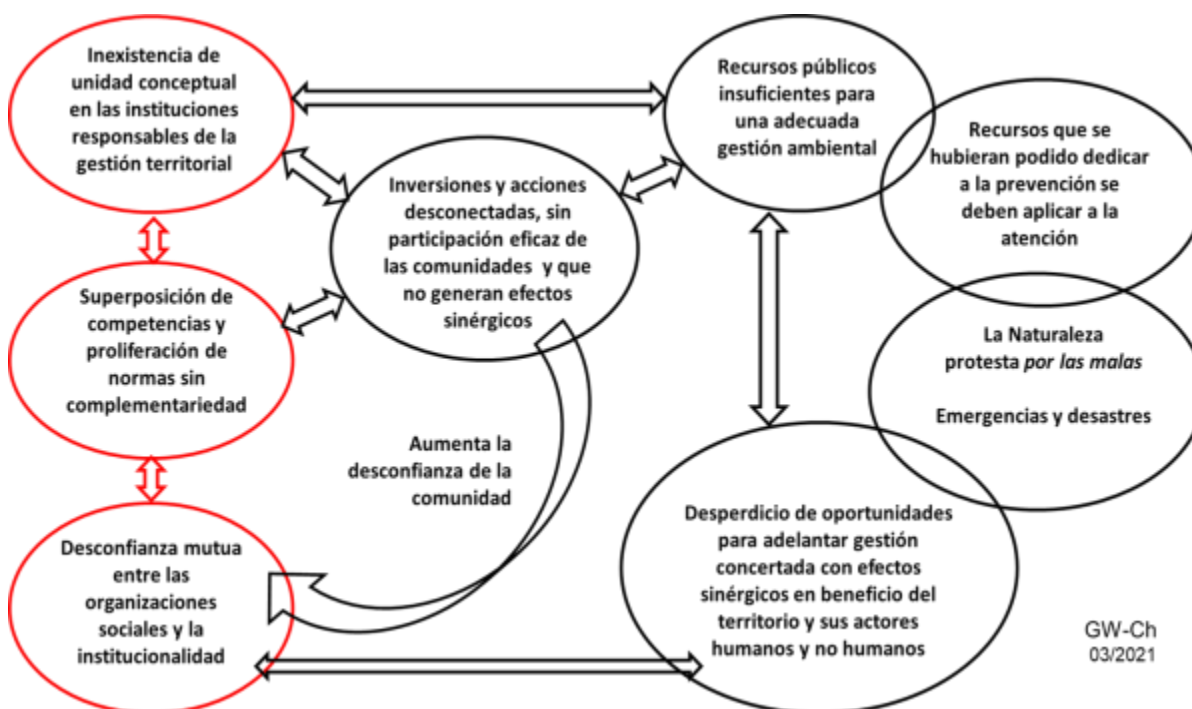 Inexistencia de
unidad conceptual
en las instituciones
responsables de la
gestión territorial
Recursos públicos
insuficientes para
una adecuada
gestión ambiental
Recursos que se
hubieran podido dedicar
a la prevención se
deben aplicar a la
atención
Inversiones y acciones
desconectadas, sin
participación eficaz de
las comunidades y que
no generan efectos
sinérgicos
Superposición de
competencias y
proliferación de
normas sin
complementariedad
La Naturaleza
protesta por las malas
Emergencias y desastres
Aumenta la
desconfianza de la
comunidad
Desconfianza mutua
entre las
organizaciones
sociales y la
institucionalidad
Desperdicio de oportunidades
para adelantar gestión
concertada con efectos
sinérgicos en beneficio del
territorio y sus actores
humanos y no humanos
GW-Ch
03/2021